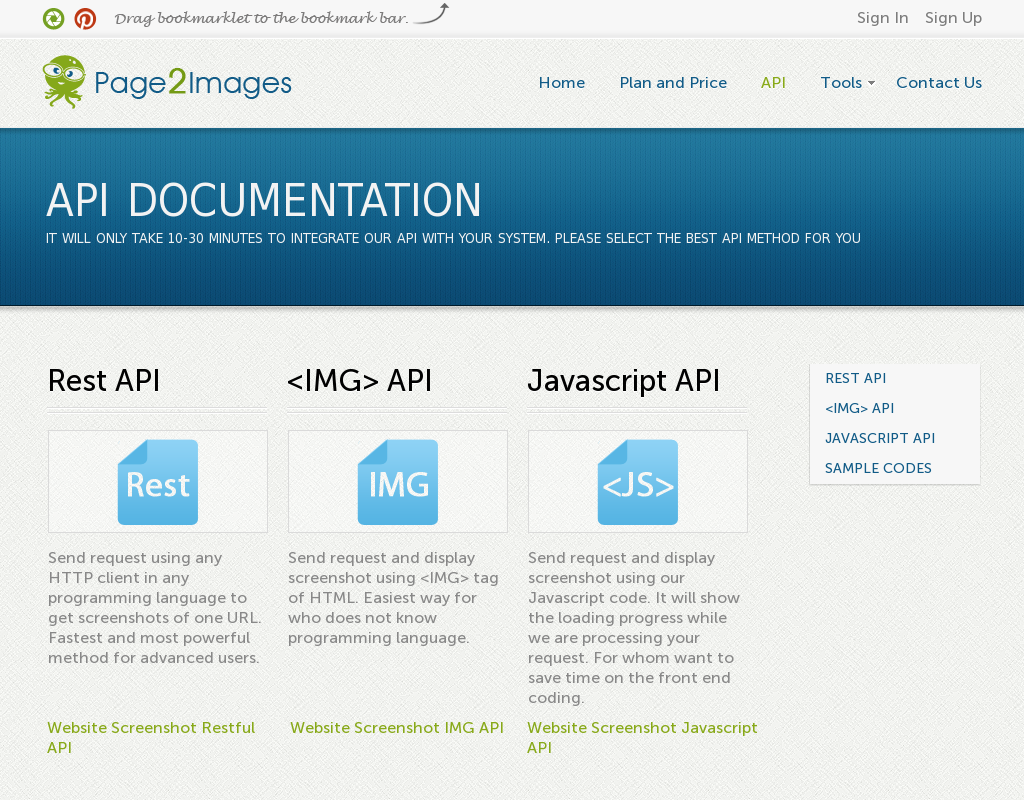 Drag bookmarklet to the bookmark bar.
Sign In Sign Up
Page2Images
Home Plan and Price API Tools Contact Us
API DOCUMENTATION
IT WILL ONLY TAKE 10-30 MINUTES TO INTEGRATE OUR API WITH YOUR SYSTEM. PLEASE SELECT THE BEST API METHOD FOR YOU
Rest API
Rest
Send request using any
HTTP client in any
programming language to
get screenshots of one URL.
Fastest and most powerful
method for advanced users.
Website Screenshot Restful
API
<IMG> API
IMG
Send request and display
screenshot using <IMG> tag
of HTML. Easiest way for
who does not know
programming language.
Website Screenshot IMG API
Javascript API
<JS>
Send request and display
screenshot using our
Javascript code. It will show
the loading progress while
we are processing your
request. For whom want to
save time on the front end
coding.
Website Screenshot Javascript
API
REST API
<IMG> API
JAVASCRIPT API
SAMPLE CODES